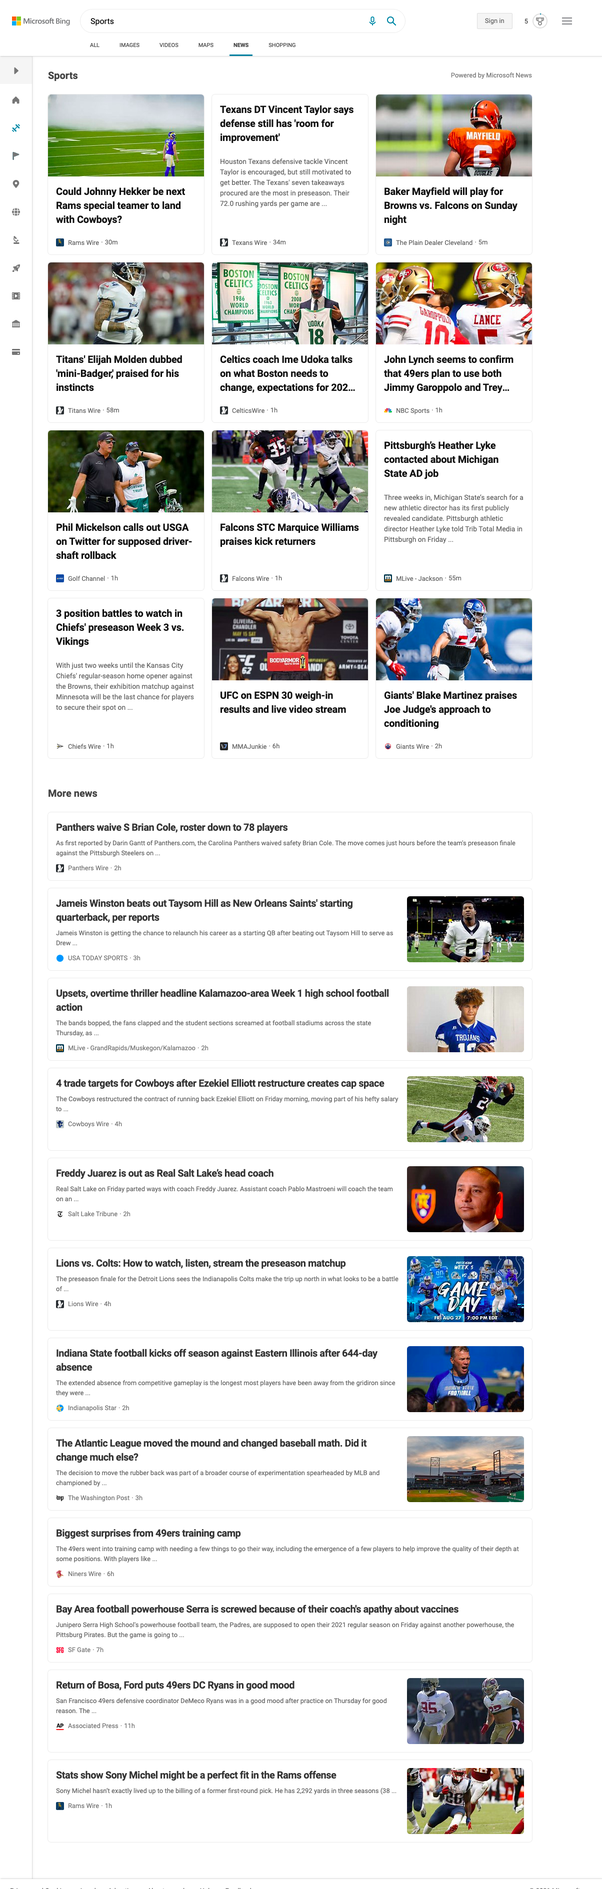 Microsoft Bing
Sports
Sign in
5
ALL
IMAGES
VIDEOS
MAPS
NEWS
SHOPPING
Sports
Powered by Microsoft News
Could Johnny Hekker be next
Rams special teamer to land
with Cowboys?
Rams Wire · 30m
Texans DT Vincent Taylor says
defense still has 'room for
improvement'
Houston Texans defensive tackle Vincent
Taylor is encouraged, but still motivated to
get better. The Texans' seven takeaways
procured are the most in preseason. Their
72.0 rushing yards per game are ...
Texans Wire · 34m
MAYFIELD
6
Baker Mayfield will play for
Browns vs. Falcons on Sunday
night
The Plain Dealer Cleveland · 5m
Titans' Elijah Molden dubbed
'mini-Badger,' praised for his
instincts
Titans Wire · 58m
BOSTON
CELTICS
1986
WORLD
CHAMPIONS
BOSTON
CELTICS
2008
WORLD
CHAMPIONS
UDOKA
18
Celtics coach Ime Udoka talks
on what Boston needs to
change, expectations for 202...
CelticsWire · 1h
GAROPPOLO
10
LANCE
5
John Lynch seems to confirm
that 49ers plan to use both
Jimmy Garoppolo and Trey...
NBC Sports · 1h
Phil Mickelson calls out USGA
on Twitter for supposed driver-
shaft rollback
Golf Channel · 1h
35
Falcons STC Marquice Williams
praises kick returners
Falcons Wire · 1h
Pittsburgh's Heather Lyke
contacted about Michigan
State AD job
Three weeks in, Michigan State's search for a
new athletic director has its first publicly
revealed candidate. Pittsburgh athletic
director Heather Lyke told Trib Total Media in
Pittsburgh on Friday ...
MLive - Jackson · 55m
3 position battles to watch in
Chiefs' preseason Week 3 vs.
Vikings
With just two weeks until the Kansas City
Chiefs' regular-season home opener against
the Browns, their exhibition matchup against
Minnesota will be the last chance for players
to secure their spot on ...
Chiefs Wire · 1h
TOYOTA
CENTER
BODYARMOR
62
UFC on ESPN 30 weigh-in
results and live video stream
MMAJunkie · 6h
Giants' Blake Martinez praises
Joe Judge's approach to
conditioning
Giants Wire · 2h
More news
Panthers waive S Brian Cole, roster down to 78 players
As first reported by Darin Gantt of Panthers.com, the Carolina Panthers waived safety Brian Cole. The move comes just hours before the team's preseason finale
against the Pittsburgh Steelers on ...
Panthers Wire · 2h
Jameis Winston beats out Taysom Hill as New Orleans Saints' starting
quarterback, per reports
Jameis Winston is getting the chance to relaunch his career as a starting QB after beating out Taysom Hill to serve as
Drew ...
USA TODAY SPORTS · 3h
2
Upsets, overtime thriller headline Kalamazoo-area Week 1 high school football
action
The bands bopped, the fans clapped and the student sections screamed at football stadiums across the state
Thursday, as ...
MLive - GrandRapids/Muskegon/Kalamazoo · 2h
TROJANS
4 trade targets for Cowboys after Ezekiel Elliott restructure creates cap space
The Cowboys restructured the contract of running back Ezekiel Elliott on Friday morning, moving part of his hefty salary
to ...
Cowboys Wire · 4h
Freddy Juarez is out as Real Salt Lake's head coach
Real Salt Lake on Friday parted ways with coach Freddy Juarez. Assistant coach Pablo Mastroeni will coach the team
on an ...
Salt Lake Tribune · 2h
Lions vs. Colts: How to watch, listen, stream the preseason matchup
The preseason finale for the Detroit Lions sees the Indianapolis Colts make the trip up north in what looks to be a battle
of ...
Lions Wire · 4h
GAME
DAY
FRI AUG 27
7:00 PM EDT
Indiana State football kicks off season against Eastern Illinois after 644-day
absence
The extended absence from competitive gameplay is the longest most players have been away from the gridiron since
they were ...
Indianapolis Star · 2h
FOOTBALL
The Atlantic League moved the mound and changed baseball math. Did it
change much else?
The decision to move the rubber back was part of a broader course of experimentation spearheaded by MLB and
championed by ...
The Washington Post · 3h
Biggest surprises from 49ers training camp
The 49ers went into training camp with needing a few things to go their way, including the emergence of a few players to help improve the quality of their depth at
some positions. With players like ...
Niners Wire · 6h
Bay Area football powerhouse Serra is screwed because of their coach's apathy about vaccines
Junipero Serra High School's powerhouse football team, the Padres, are supposed to open their 2021 regular season on Friday against another powerhouse, the
Pittsburg Pirates. But the game is going to ...
SF Gate · 7h
Return of Bosa, Ford puts 49ers DC Ryans in good mood
San Francisco 49ers defensive coordinator DeMeco Ryans was in a good mood after practice on Thursday for good
reason. The ...
AP
Associated Press · 11h
95
Stats show Sony Michel might be a perfect fit in the Rams offense
Sony Michel hasn't exactly lived up to the billing of a former first-round pick. He has 2,292 yards in three seasons (38 ...
Rams Wire · 1h
26